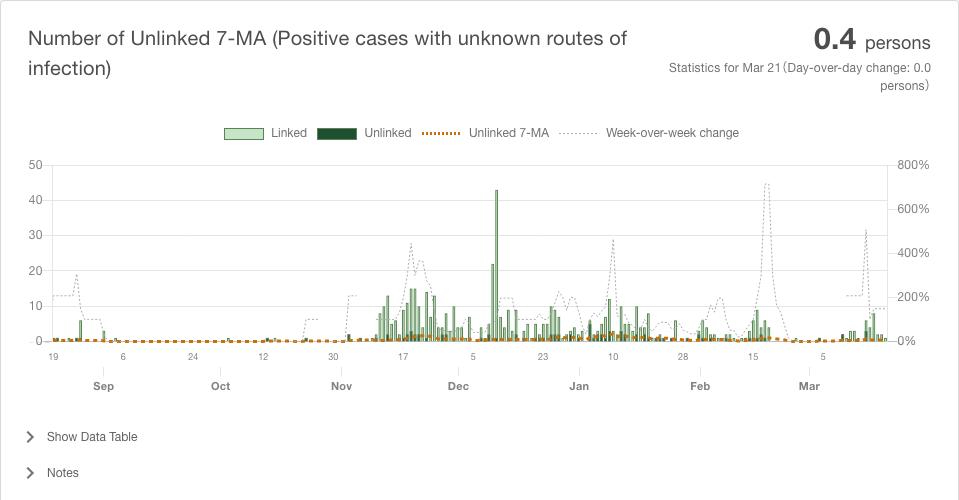 Number of Unlinked 7-MA (Positive cases with unknown routes of
infection)
0.4 persons
Statistics for Mar 21(Day-over-day change: 0.0
persons)
Linked Unlinked Unlinked 7-MA Week-over-week change
50 800%
40 600%
30 400%
20
10 200%
0 0%
19 6 24 12 30 17 5 23 10 28 15 5
Sep Oct Nov Dec Jan Feb Mar
Show Data Table
Notes